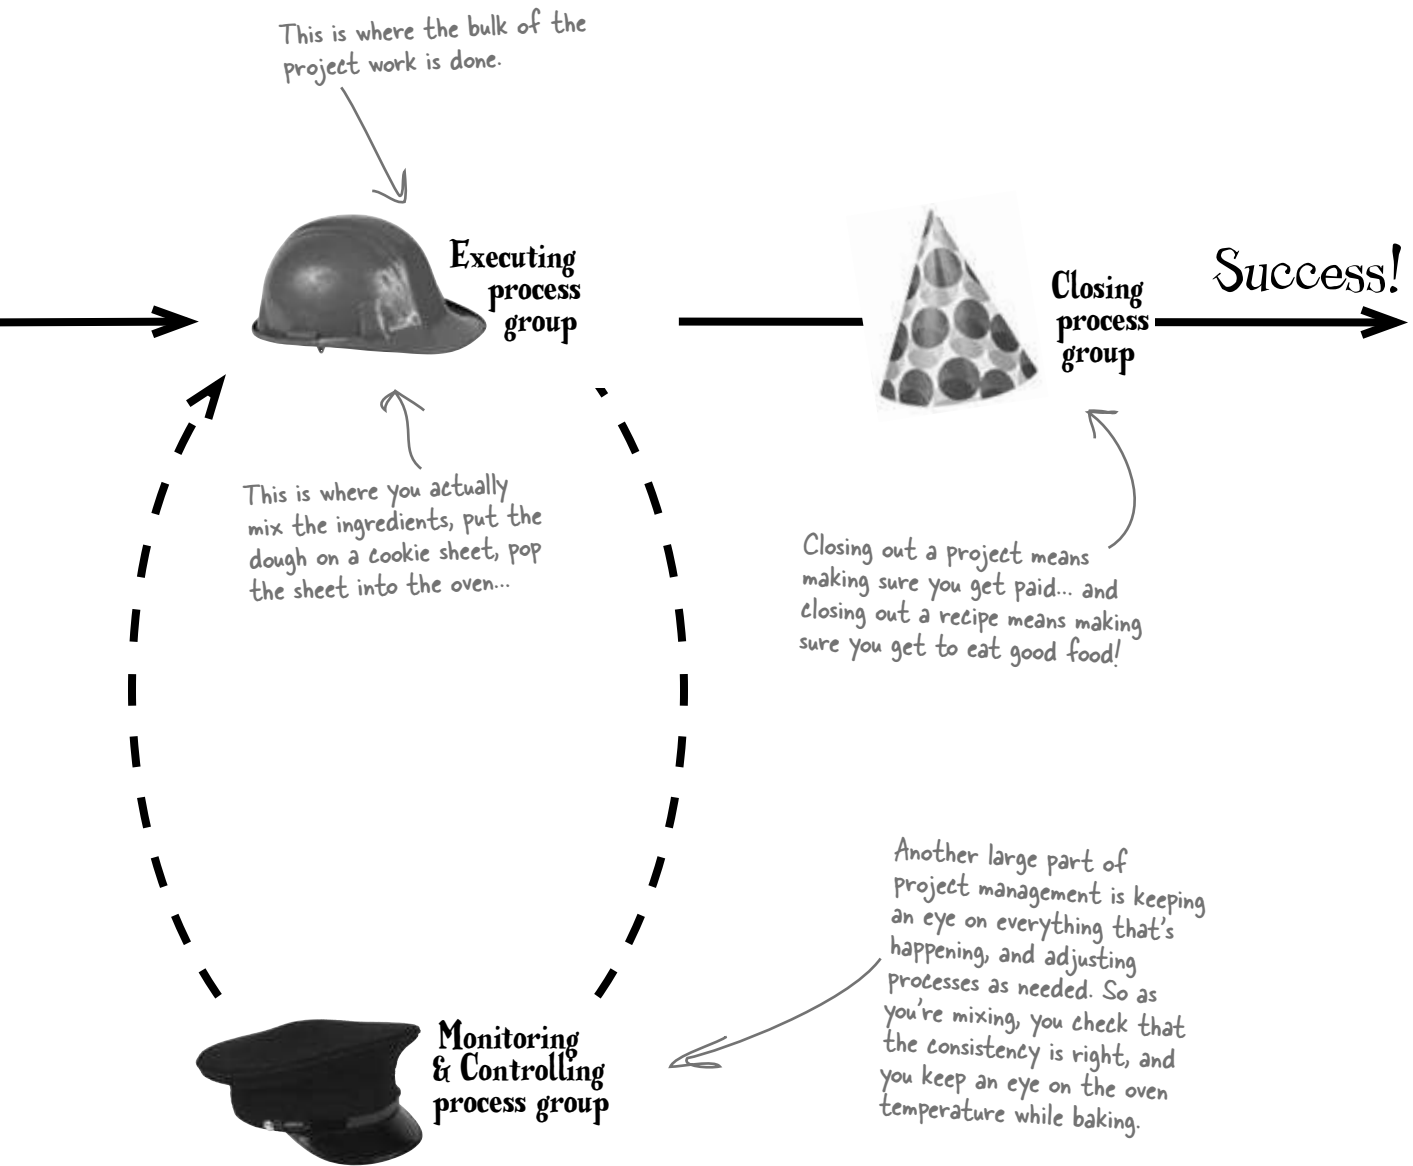 This is where the bulk of the
project work is done.
Executing
process
group
Success!
Closing
process
group
This is where you actually
mix the ingredients, put the
dough on a cookie sheet, pop
the sheet into the oven...
Closing out a project means
making sure you get paid... and
closing out a recipe means making
sure you get to eat good food!
Another large part of
project management is keeping
an eye on everything that's
happening, and adjusting
processes as needed. So as
you're mixing, you check that
the consistency is right, and
you keep an eye on the oven
temperature while baking.
Monitoring
& Controlling
process group